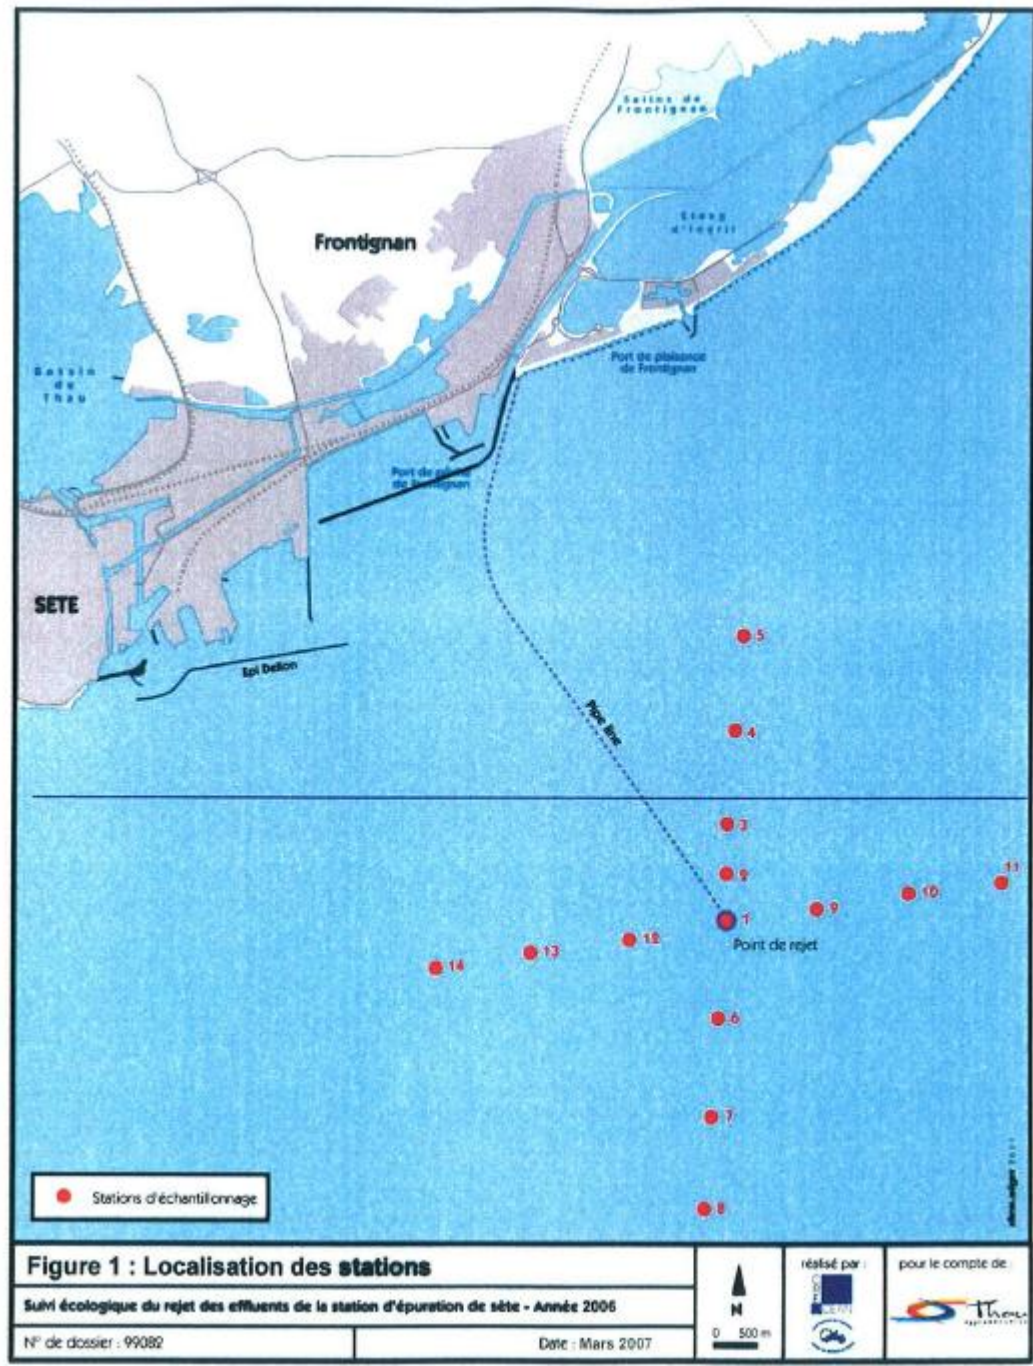 Salins de
Frontignan
Etang
d'Ingril
Frontignan
Port de plaisance
de Frontignan
Bassin
de
Thau
Port de pêche
de Frontignan
SETE
Epi Dellon
Pipe line
5
4
3
2
1
Point de rejet
9
10
11
12
13
14
6
7
8
Stations d'échantillonnage
Figure 1 : Localisation des stations
Suivi écologique du rejet des effluents de la station d'épuration de sète - Année 2006
N° de dossier : 99082
Date : Mars 2007
N
0 500 m
réalisé par :
pour le compte de :
Thau
agglomération